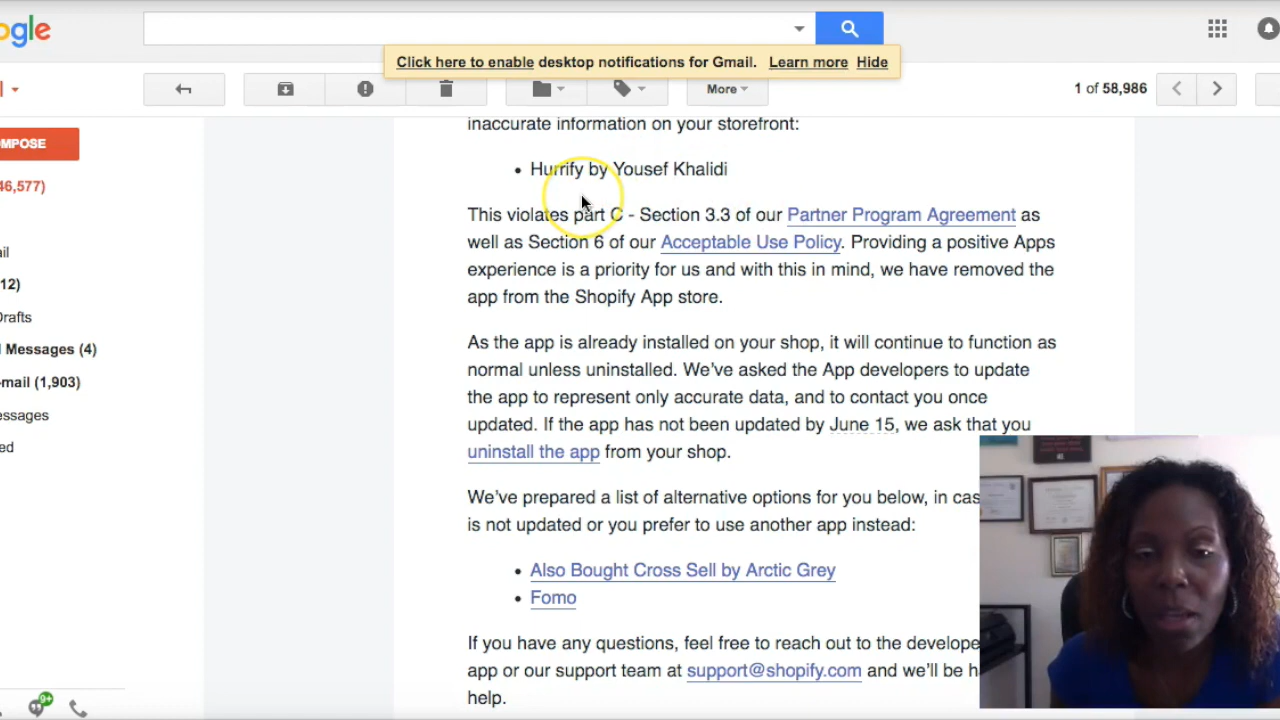 ogle
Click here to enable desktop notifications for Gmail. Learn more Hide
More
1 of 58,986
OMPOSE
46,577)
ail
12)
Drafts
l Messages (4)
-mail (1,903)
essages
ed
9+
inaccurate information on your storefront:
• Hurrify by Yousef Khalidi
This violates part C - Section 3.3 of our Partner Program Agreement as
well as Section 6 of our Acceptable Use Policy. Providing a positive Apps
experience is a priority for us and with this in mind, we have removed the
app from the Shopify App store.
As the app is already installed on your shop, it will continue to function as
normal unless uninstalled. We've asked the App developers to update
the app to represent only accurate data, and to contact you once
updated. If the app has not been updated by June 15, we ask that you
uninstall the app from your shop.
We've prepared a list of alternative options for you below, in cas
is not updated or you prefer to use another app instead:
• Also Bought Cross Sell by Arctic Grey
• Fomo
If you have any questions, feel free to reach out to the develope
app or our support team at support@shopify.com and we'll be h
help.